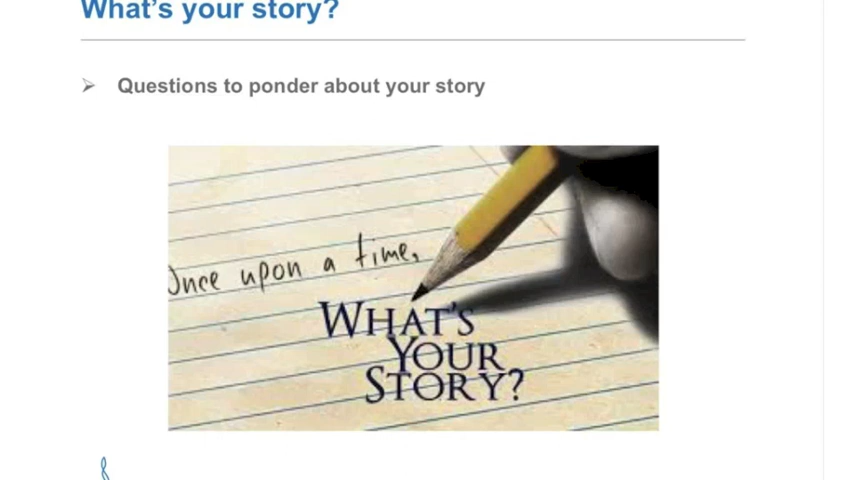 What's your story?
➢ Questions to ponder about your story
Once upon a time,
WHAT'S
YOUR
STORY?